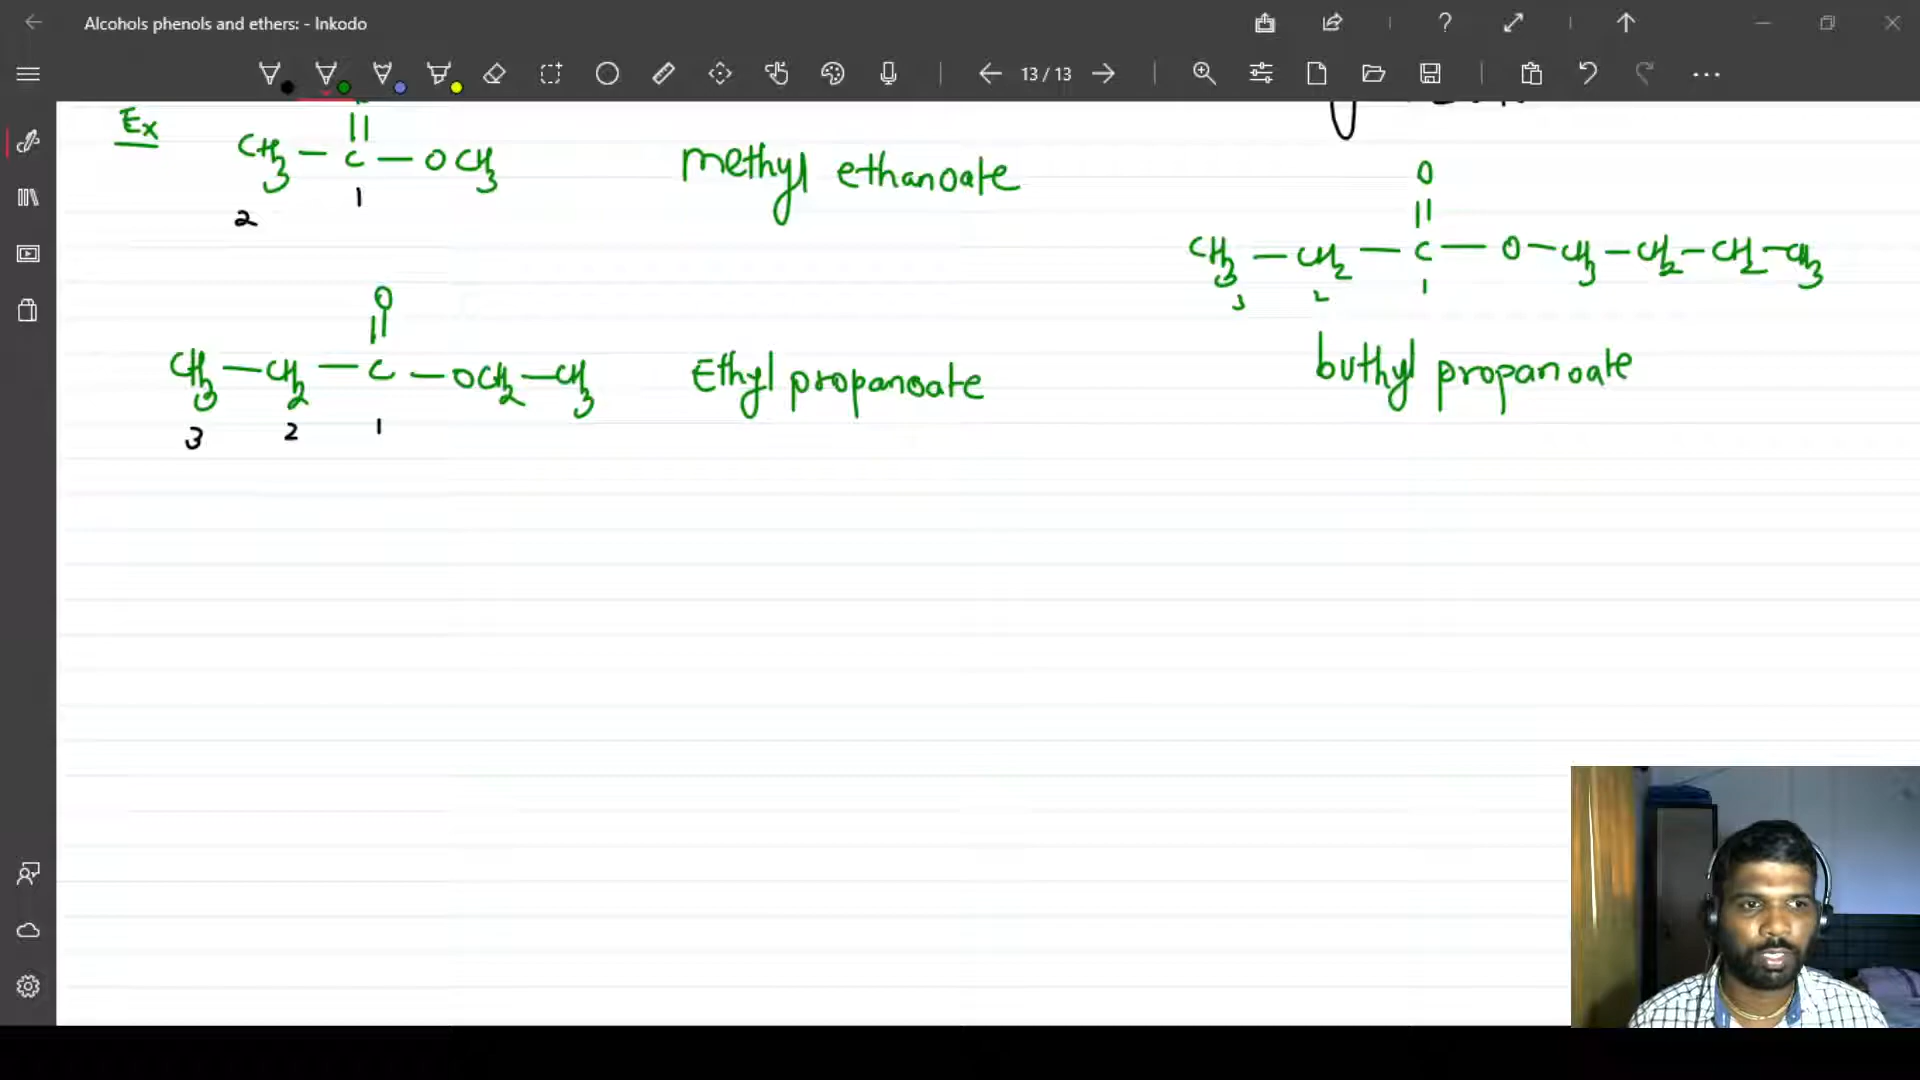 Alcohols phenols and ethers: - Inkodo
13 / 13
Ex
CH3 — C — OCH3
2 1
methyl ethanoate
O
||
CH3 — CH2 — C — O — CH3 — CH2 — CH2 — CH3
3 2 1
buthyl propanoate
O
||
CH3 — CH2 — C — OCH2 — CH3
3 2 1
Ethyl propanoate